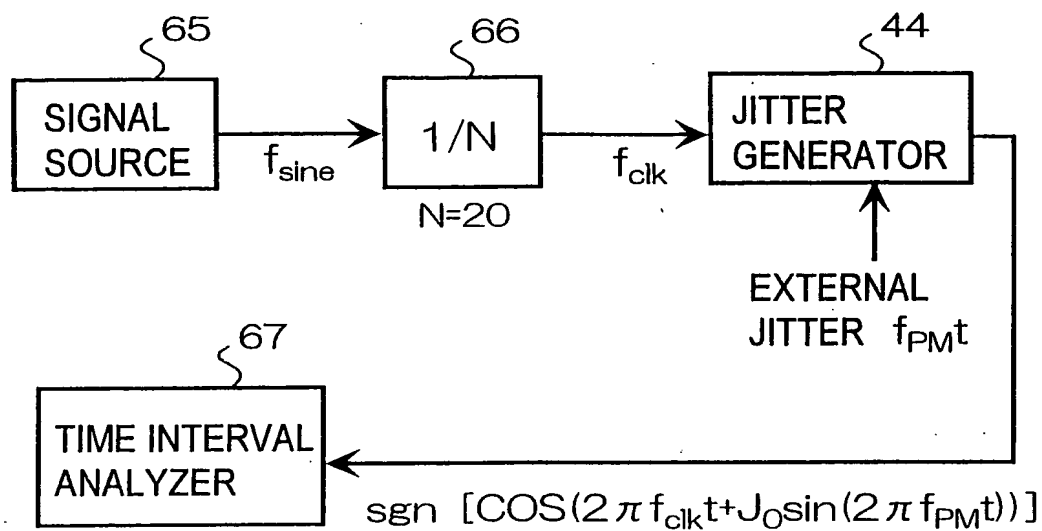 65
66
44
SIGNAL
SOURCE
f_sine
1/N
N=20
f_clk
JITTER
GENERATOR
EXTERNAL
JITTER f_PMt
67
TIME INTERVAL
ANALYZER
sgn [COS(2πf_clkt+J_0sin(2πf_PMt))]